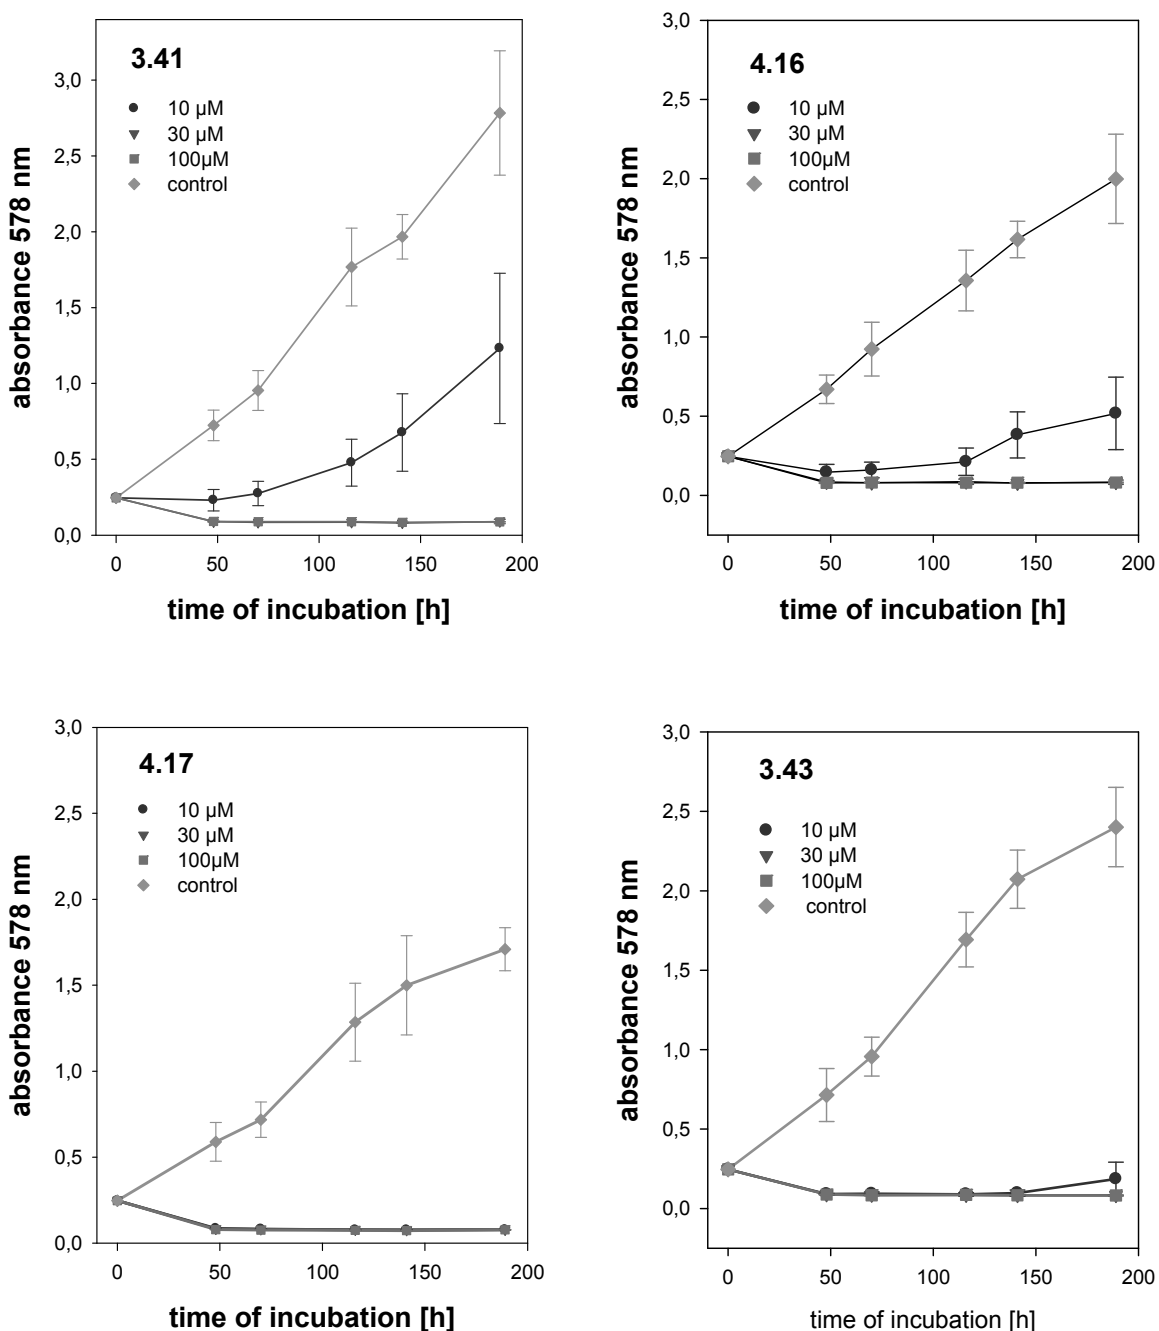 3.41
10 µM
30 µM
100µM
control
3,0
2,5
2,0
1,5
1,0
0,5
0,0
0 50 100 150 200
absorbance 578 nm
time of incubation [h]
4.16
10 µM
30 µM
100µM
control
3,0
2,5
2,0
1,5
1,0
0,5
0,0
0 50 100 150 200
absorbance 578 nm
time of incubation [h]
4.17
10 µM
30 µM
100µM
control
3,0
2,5
2,0
1,5
1,0
0,5
0,0
0 50 100 150 200
absorbance 578 nm
time of incubation [h]
3.43
10 µM
30 µM
100µM
control
3,0
2,5
2,0
1,5
1,0
0,5
0,0
0 50 100 150 200
absorbance 578 nm
time of incubation [h]